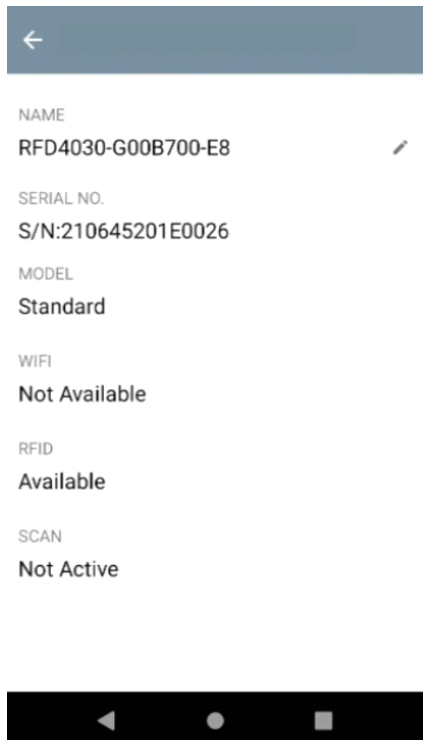 NAME
RFD4030-G00B700-E8
SERIAL NO.
S/N:210645201E0026
MODEL
Standard
WIFI
Not Available
RFID
Available
SCAN
Not Active